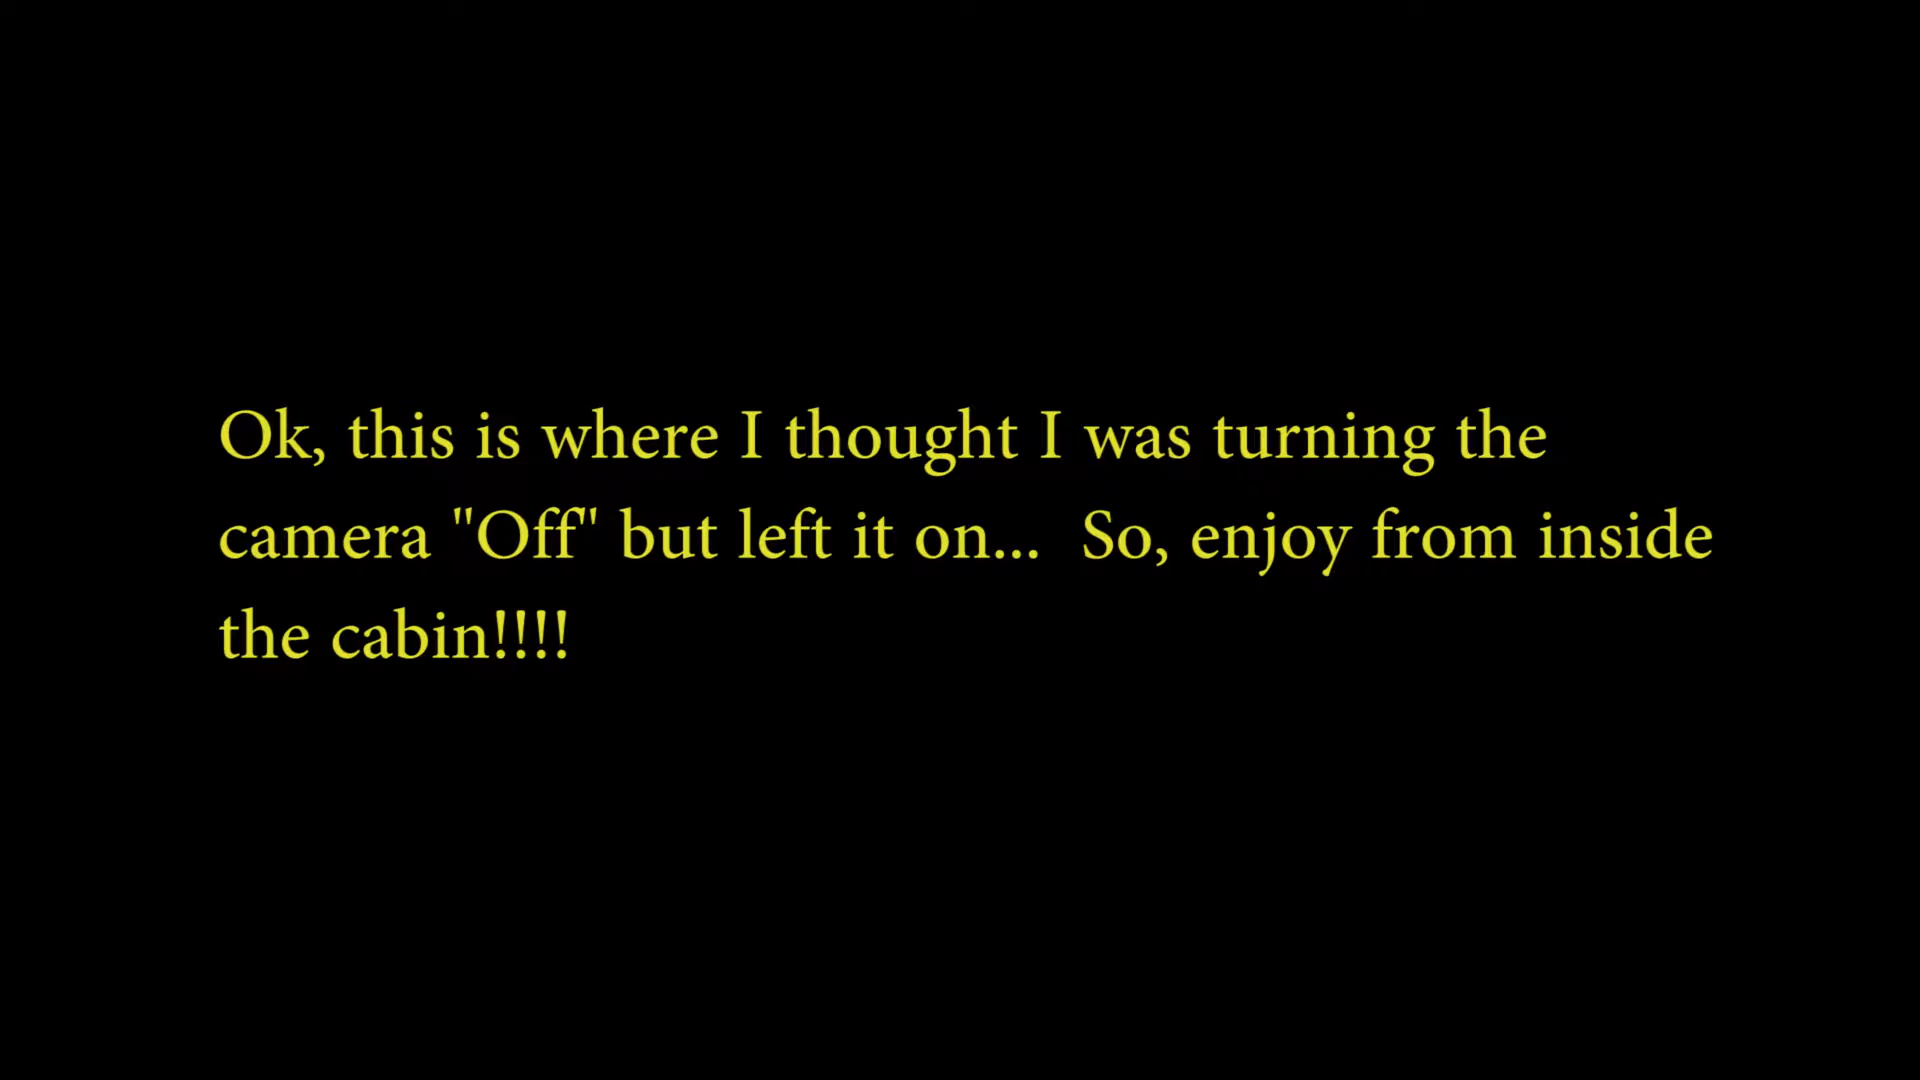 Ok, this is where I thought I was turning the
camera "Off" but left it on...  So, enjoy from inside
the cabin!!!!